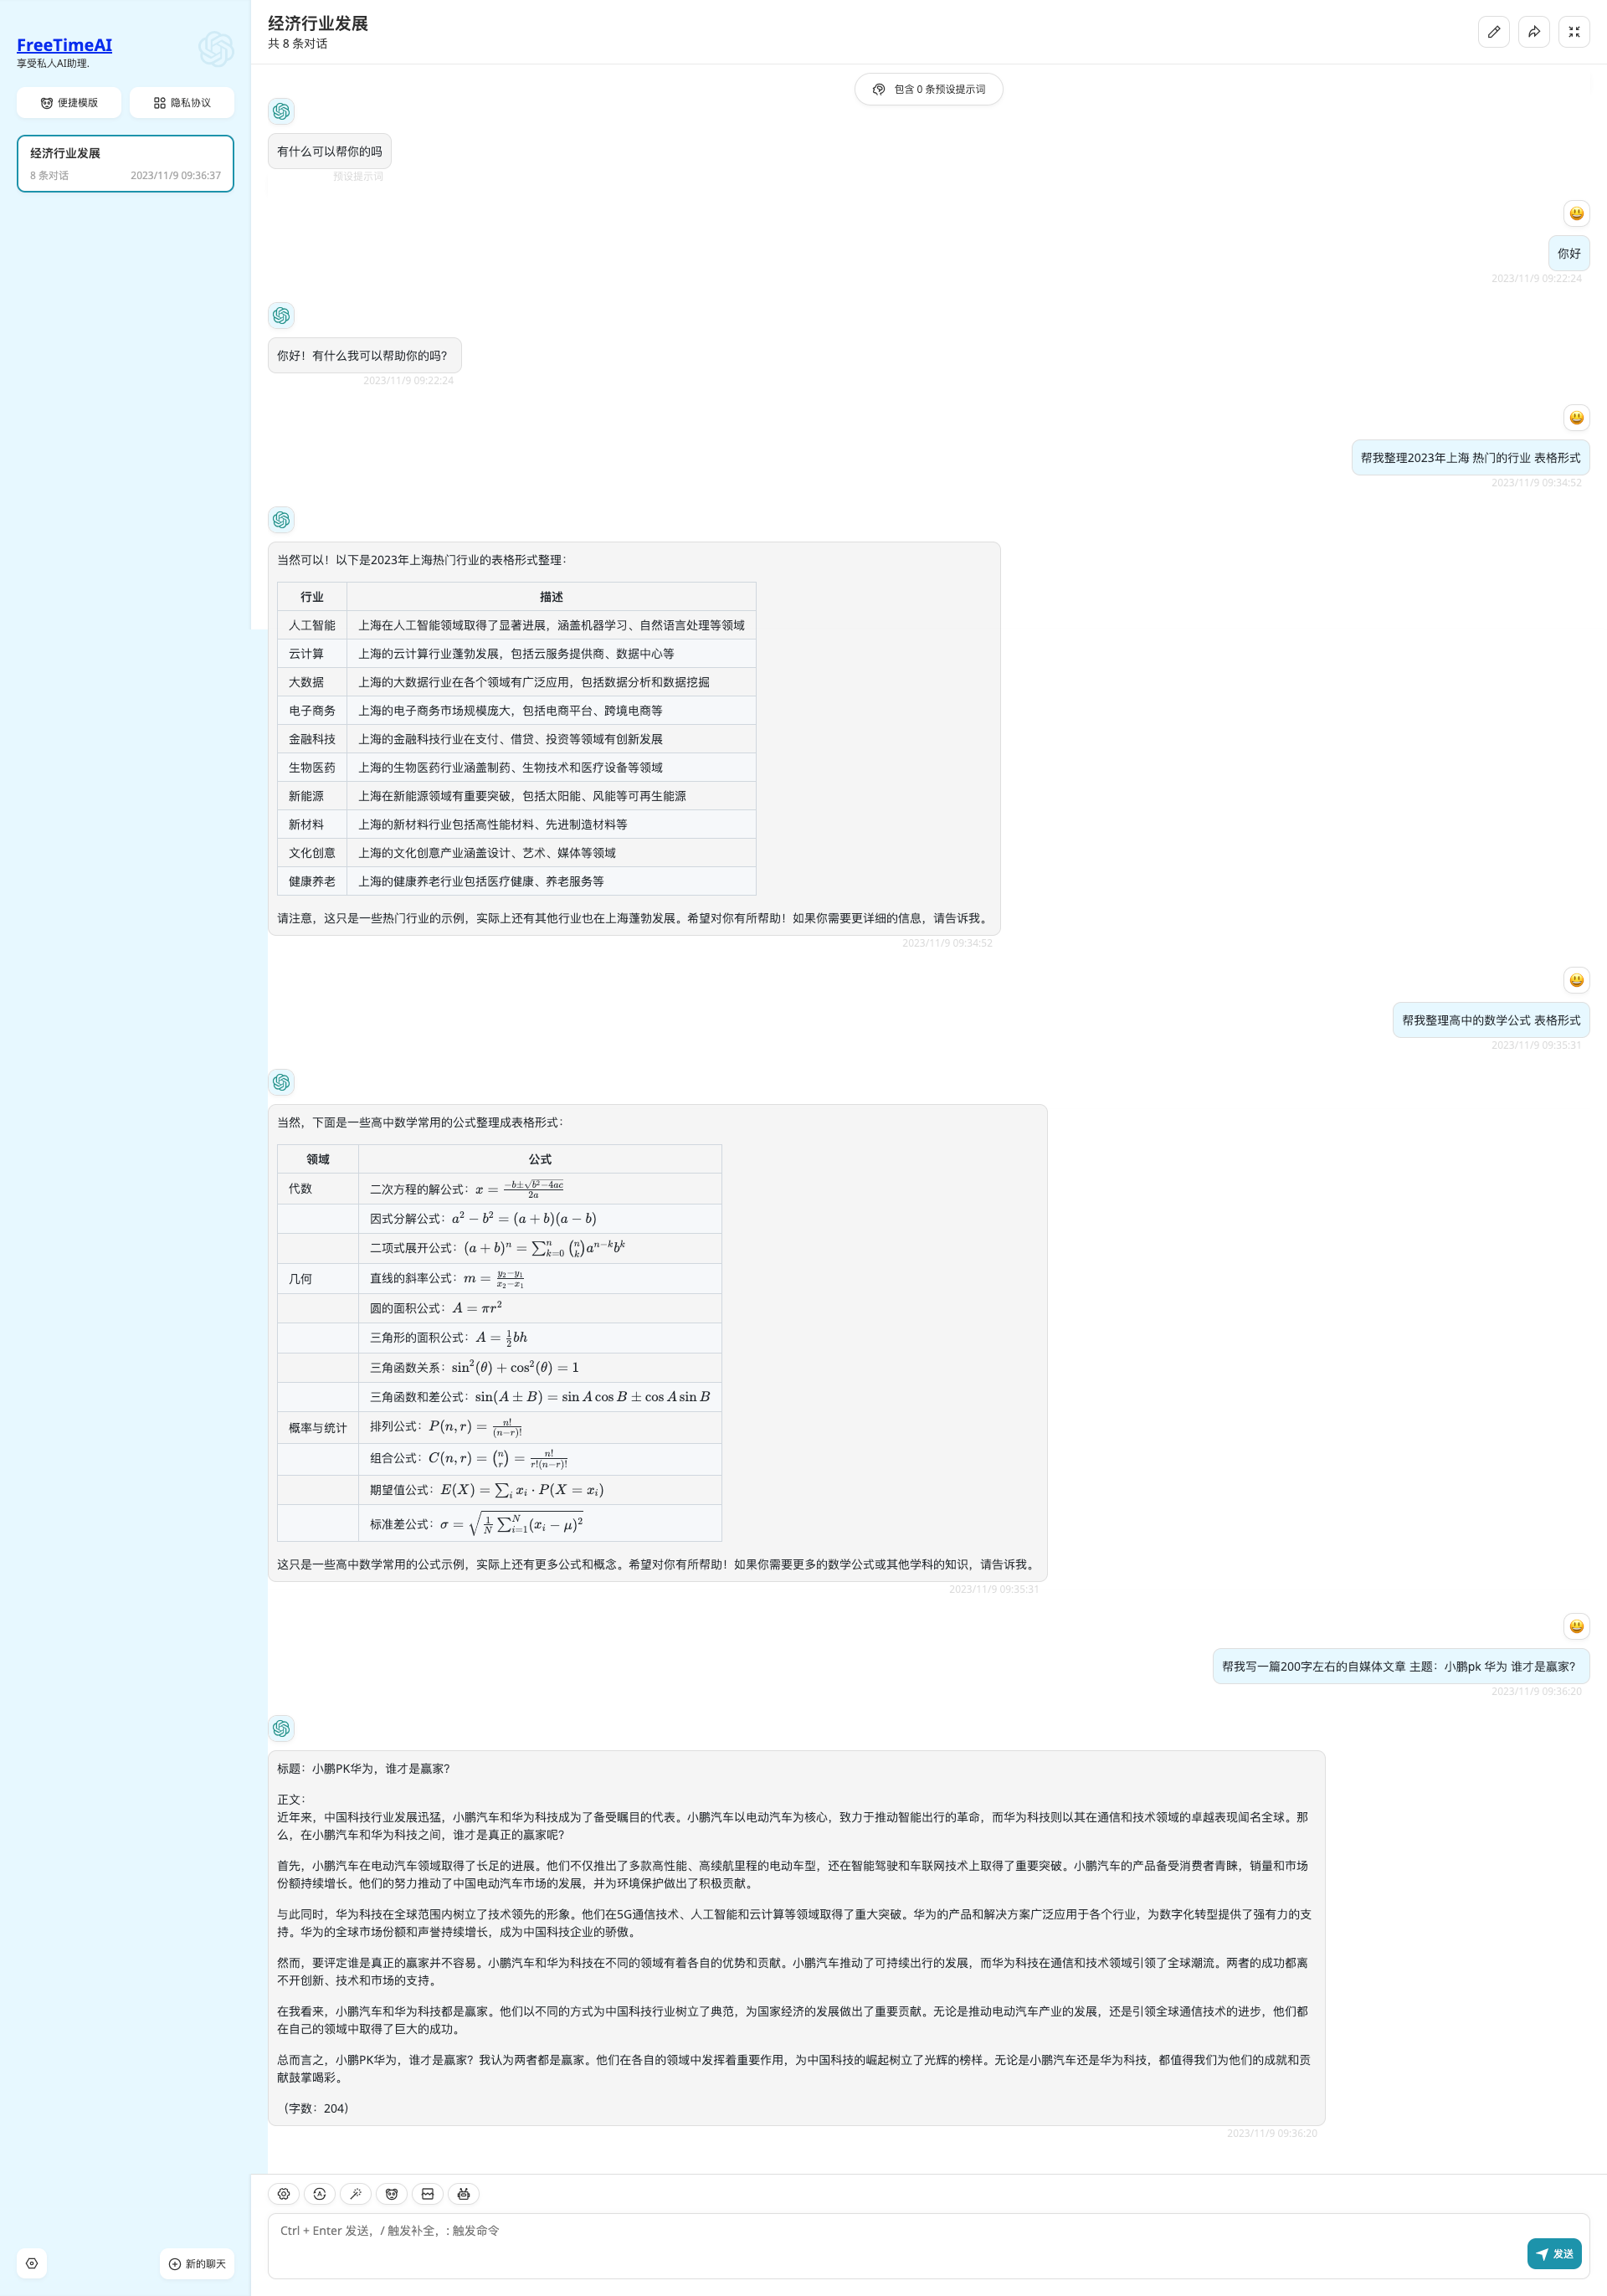 FreeTimeAI
享受私人AI助理.
便捷模版
隐私协议
经济行业发展
8 条对话
2023/11/9 09:36:37
经济行业发展
共 8 条对话
包含 0 条预设提示词
有什么可以帮你的吗
预设提示词
你好
2023/11/9 09:22:24
你好！有什么我可以帮助你的吗？
2023/11/9 09:22:24
帮我整理2023年上海 热门的行业 表格形式
2023/11/9 09:34:52
当然可以！以下是2023年上海热门行业的表格形式整理：
行业 描述
人工智能 上海在人工智能领域取得了显著进展，涵盖机器学习、自然语言处理等领域
云计算 上海的云计算行业蓬勃发展，包括云服务提供商、数据中心等
大数据 上海的大数据行业在各个领域有广泛应用，包括数据分析和数据挖掘
电子商务 上海的电子商务市场规模庞大，包括电商平台、跨境电商等
金融科技 上海的金融科技行业在支付、借贷、投资等领域有创新发展
生物医药 上海的生物医药行业涵盖制药、生物技术和医疗设备等领域
新能源 上海在新能源领域有重要突破，包括太阳能、风能等可再生能源
新材料 上海的新材料行业包括高性能材料、先进制造材料等
文化创意 上海的文化创意产业涵盖设计、艺术、媒体等领域
健康养老 上海的健康养老行业包括医疗健康、养老服务等
请注意，这只是一些热门行业的示例，实际上还有其他行业也在上海蓬勃发展。希望对你有所帮助！如果你需要更详细的信息，请告诉我。
2023/11/9 09:34:52
帮我整理高中的数学公式 表格形式
2023/11/9 09:35:31
当然，下面是一些高中数学常用的公式整理成表格形式：
领域 公式
代数 二次方程的解公式：$x = \frac{-b \pm \sqrt{b^2-4ac}}{2a}$
因式分解公式：$a^2 - b^2 = (a + b)(a - b)$
二项式展开公式：$(a + b)^n = \sum_{k=0}^{n} \binom{n}{k} a^{n-k} b^k$
几何 直线的斜率公式：$m = \frac{y_2-y_1}{x_2-x_1}$
圆的面积公式：$A = \pi r^2$
三角形的面积公式：$A = \frac{1}{2}bh$
三角函数关系：$\sin^2(\theta) + \cos^2(\theta) = 1$
三角函数和差公式：$\sin(A \pm B) = \sin A \cos B \pm \cos A \sin B$
概率与统计 排列公式：$P(n, r) = \frac{n!}{(n-r)!}$
组合公式：$C(n, r) = \binom{n}{r} = \frac{n!}{r!(n-r)!}$
期望值公式：$E(X) = \sum_i x_i \cdot P(X = x_i)$
标准差公式：$\sigma = \sqrt{\frac{1}{N} \sum_{i=1}^{N} (x_i - \mu)^2}$
这只是一些高中数学常用的公式示例，实际上还有更多公式和概念。希望对你有所帮助！如果你需要更多的数学公式或其他学科的知识，请告诉我。
2023/11/9 09:35:31
帮我写一篇200字左右的自媒体文章 主题：小鹏pk 华为 谁才是赢家？
2023/11/9 09:36:20
标题：小鹏PK华为，谁才是赢家？
正文：
近年来，中国科技行业发展迅猛，小鹏汽车和华为科技成为了备受瞩目的代表。小鹏汽车以电动汽车为核心，致力于推动智能出行的革命，而华为科技则以其在通信和技术领域的卓越表现闻名全球。那
么，在小鹏汽车和华为科技之间，谁才是真正的赢家呢？
首先，小鹏汽车在电动汽车领域取得了长足的进展。他们不仅推出了多款高性能、高续航里程的电动车型，还在智能驾驶和车联网技术上取得了重要突破。小鹏汽车的产品备受消费者青睐，销量和市场
份额持续增长。他们的努力推动了中国电动汽车市场的发展，并为环境保护做出了积极贡献。
与此同时，华为科技在全球范围内树立了技术领先的形象。他们在5G通信技术、人工智能和云计算等领域取得了重大突破。华为的产品和解决方案广泛应用于各个行业，为数字化转型提供了强有力的支
持。华为的全球市场份额和声誉持续增长，成为中国科技企业的骄傲。
然而，要评定谁是真正的赢家并不容易。小鹏汽车和华为科技在不同的领域有着各自的优势和贡献。小鹏汽车推动了可持续出行的发展，而华为科技在通信和技术领域引领了全球潮流。两者的成功都离
不开创新、技术和市场的支持。
在我看来，小鹏汽车和华为科技都是赢家。他们以不同的方式为中国科技行业树立了典范，为国家经济的发展做出了重要贡献。无论是推动电动汽车产业的发展，还是引领全球通信技术的进步，他们都
在自己的领域中取得了巨大的成功。
总而言之，小鹏PK华为，谁才是赢家？我认为两者都是赢家。他们在各自的领域中发挥着重要作用，为中国科技的崛起树立了光辉的榜样。无论是小鹏汽车还是华为科技，都值得我们为他们的成就和贡
献鼓掌喝彩。
（字数：204）
2023/11/9 09:36:20
Ctrl + Enter 发送，/ 触发补全，: 触发命令
发送
新的聊天